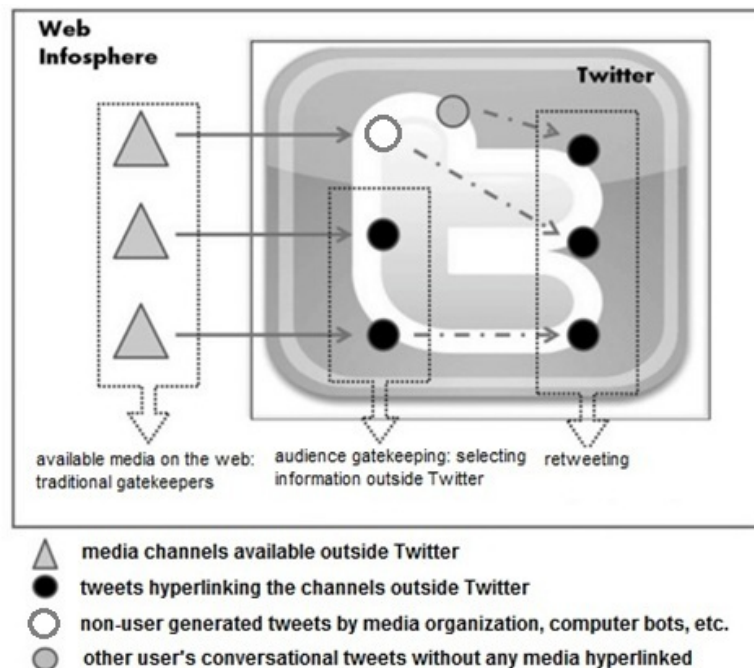 Web
Infosphere
Twitter
available media on the web:
traditional gatekeepers
audience gatekeeping: selecting
information outside Twitter
retweeting
media channels available outside Twitter
tweets hyperlinking the channels outside Twitter
non-user generated tweets by media organization, computer bots, etc.
other user's conversational tweets without any media hyperlinked